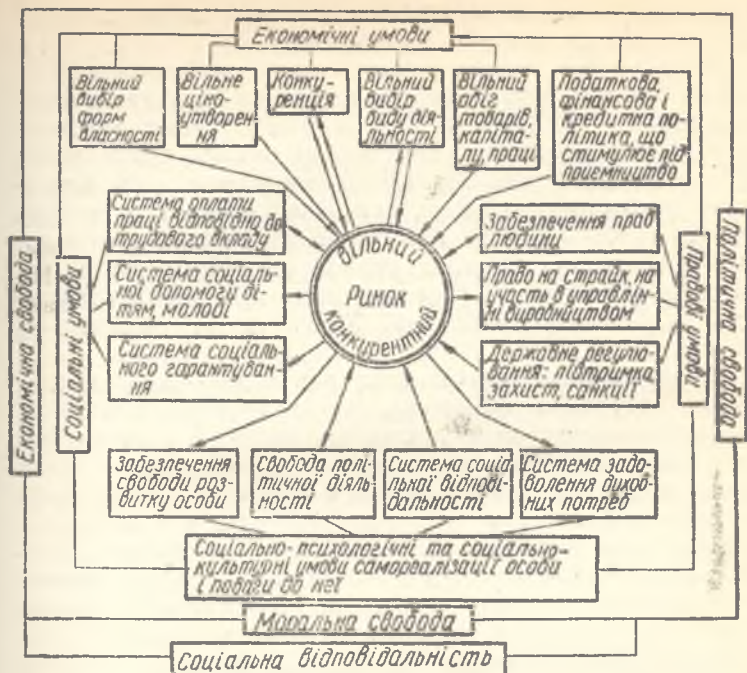 Економічні умови
Вільний
вибір
форм
власності
Вільне
ціно-
утворен-
ня
Конку-
ренція
Вільний
вибір
виду дія-
льності
Вільний
обіг
товарів,
капіта-
лу, праці
Податкова,
фінансова і
кредитна по-
літика, що
стимулює під-
приємництво
Система оплати
праці відповідно до
трудового вкладу
Система соціаль-
ної допомоги ді-
тям, молоді
Система соціаль-
ного гарантуван-
ня
Вільний
Ринок
конкурентний
Забезпечення прав
людини
Право на страйк, на
участь в управлін-
ні виробництвом
Державне регулю-
вання: підтримка,
захист, санкції
Економічна свобода
Соціальні умови
Правові умови
Політична свобода
Забезпечення
свободи роз-
витку особи
Свобода полі-
тичної діяль-
ності
Система соці-
альної відпові-
дальності
Система задо-
волення духов-
них потреб
Соціально-психологічні та соціально-
культурні умови самореалізації особи
і поваги до неї
Моральна свобода
Соціальна відповідальність